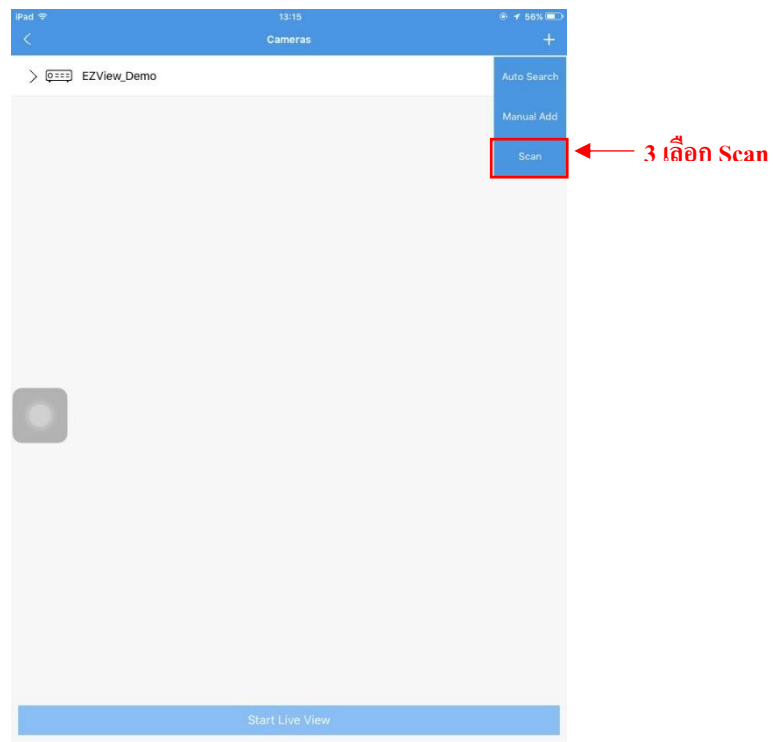 iPad 13:15 56%
Cameras +
EZView_Demo
Auto Search
Manual Add
Scan
3 เลือก Scan
Start Live View